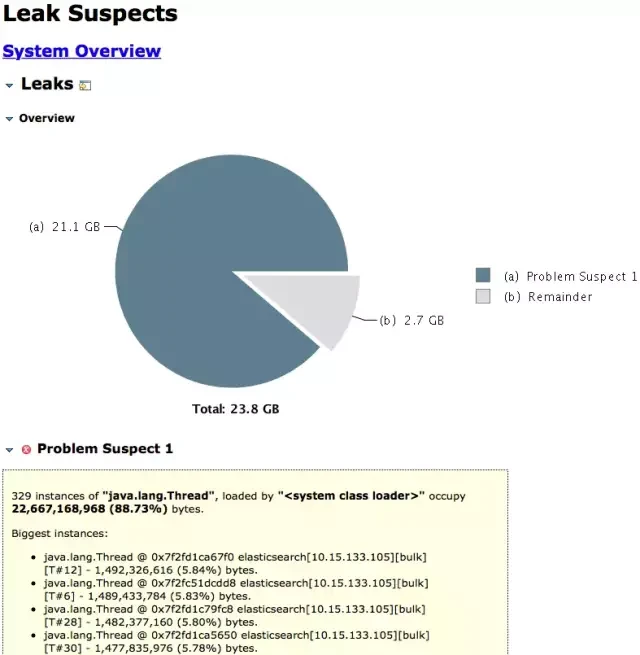 Leak Suspects
System Overview
Leaks
Overview
(a) 21.1 GB
(a) Problem Suspect 1
(b) Remainder
(b) 2.7 GB
Total: 23.8 GB
Problem Suspect 1
329 instances of "java.lang.Thread", loaded by "<system class loader>" occupy
22,667,168,968 (88.73%) bytes.
Biggest instances:
• java.lang.Thread @ 0x7f2fd1ca67f0 elasticsearch[10.15.133.105][bulk]
[T#12] - 1,492,326,616 (5.84%) bytes.
• java.lang.Thread @ 0x7f2fc51dcdd8 elasticsearch[10.15.133.105][bulk]
[T#6] - 1,489,433,784 (5.83%) bytes.
• java.lang.Thread @ 0x7f2fd1c79fc8 elasticsearch[10.15.133.105][bulk]
[T#28] - 1,482,377,160 (5.80%) bytes.
• java.lang.Thread @ 0x7f2fd1ca5650 elasticsearch[10.15.133.105][bulk]
[T#30] - 1,477,835,976 (5.78%) bytes.